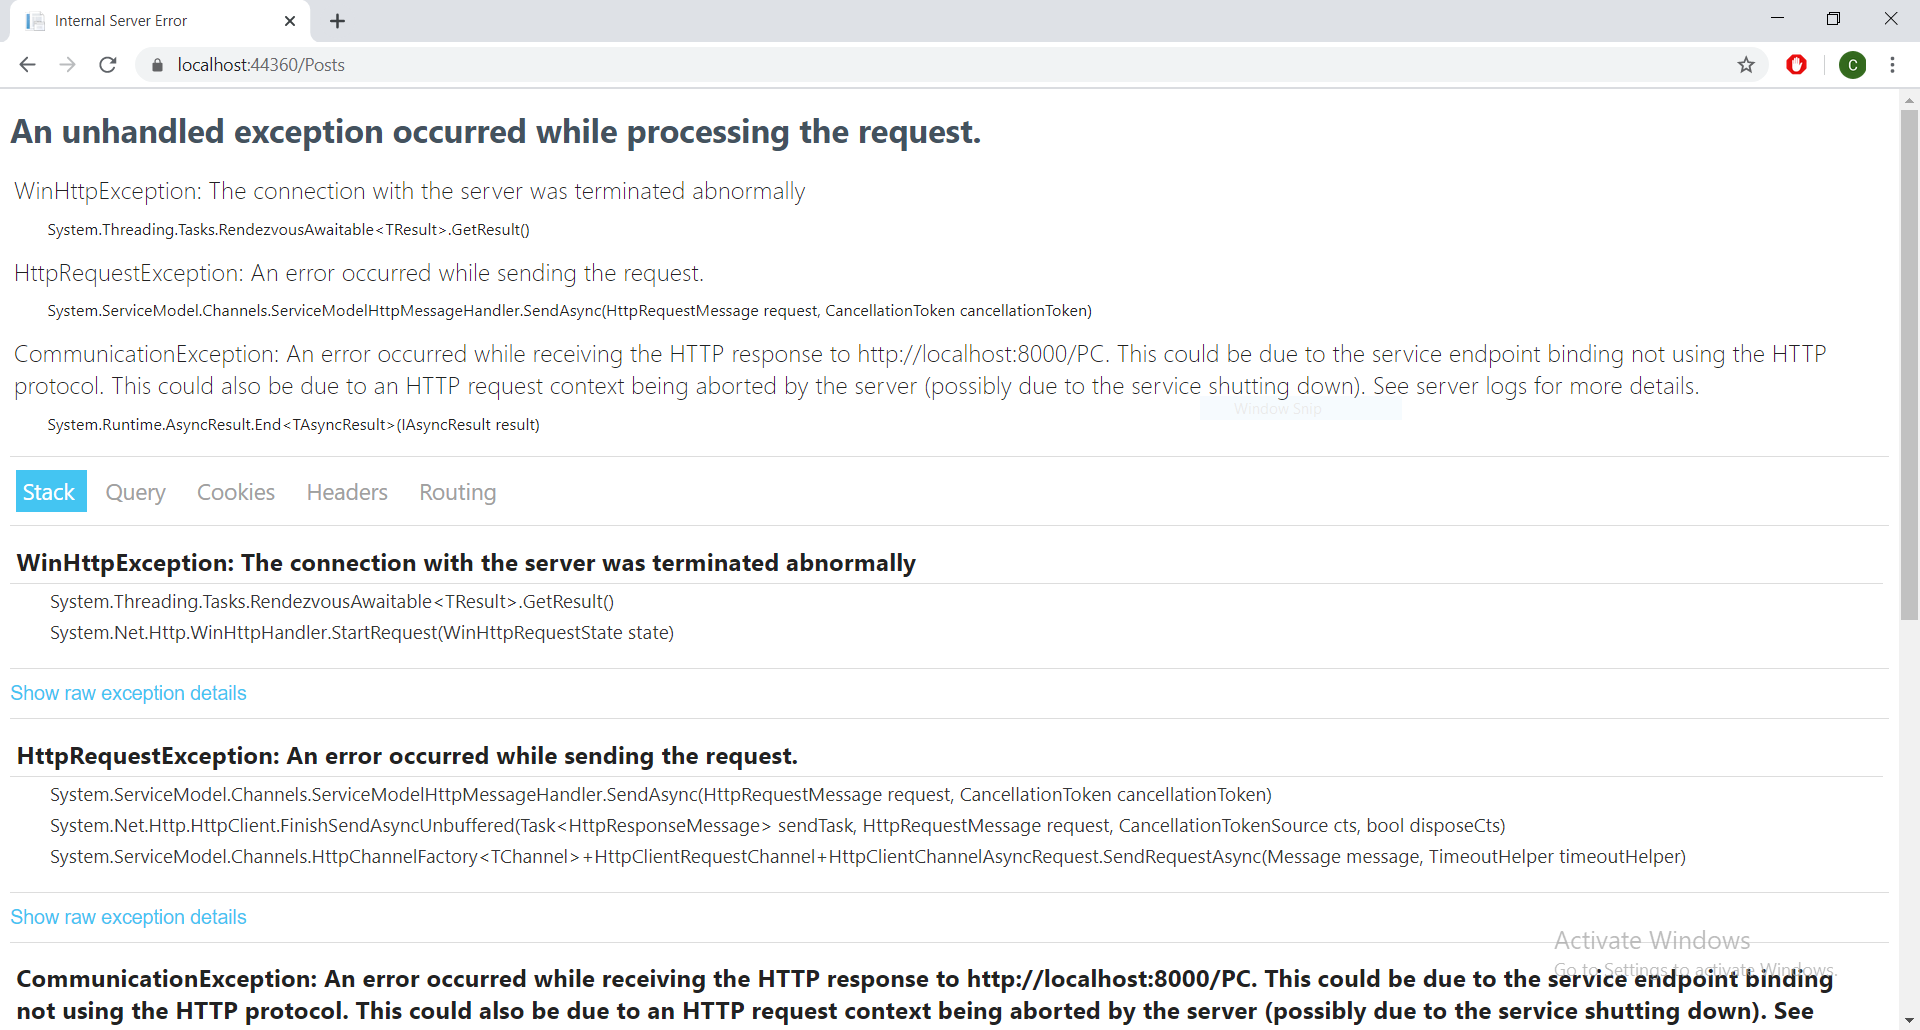 Internal Server Error
localhost:44360/Posts
C
An unhandled exception occurred while processing the request.
WinHttpException: The connection with the server was terminated abnormally
System.Threading.Tasks.RendezvousAwaitable<TResult>.GetResult()
HttpRequestException: An error occurred while sending the request.
System.ServiceModel.Channels.ServiceModelHttpMessageHandler.SendAsync(HttpRequestMessage request, CancellationToken cancellationToken)
CommunicationException: An error occurred while receiving the HTTP response to http://localhost:8000/PC. This could be due to the service endpoint binding not using the HTTP
protocol. This could also be due to an HTTP request context being aborted by the server (possibly due to the service shutting down). See server logs for more details.
Window Snip
System.Runtime.AsyncResult.End<TAsyncResult>(IAsyncResult result)
Stack Query Cookies Headers Routing
WinHttpException: The connection with the server was terminated abnormally
System.Threading.Tasks.RendezvousAwaitable<TResult>.GetResult()
System.Net.Http.WinHttpHandler.StartRequest(WinHttpRequestState state)
Show raw exception details
HttpRequestException: An error occurred while sending the request.
System.ServiceModel.Channels.ServiceModelHttpMessageHandler.SendAsync(HttpRequestMessage request, CancellationToken cancellationToken)
System.Net.Http.HttpClient.FinishSendAsyncUnbuffered(Task<HttpResponseMessage> sendTask, HttpRequestMessage request, CancellationTokenSource cts, bool disposeCts)
System.ServiceModel.Channels.HttpChannelFactory<TChannel>+HttpClientRequestChannel+HttpClientChannelAsyncRequest.SendRequestAsync(Message message, TimeoutHelper timeoutHelper)
Show raw exception details
Activate Windows
Go to Settings to activate Windows.
CommunicationException: An error occurred while receiving the HTTP response to http://localhost:8000/PC. This could be due to the service endpoint binding
not using the HTTP protocol. This could also be due to an HTTP request context being aborted by the server (possibly due to the service shutting down). See